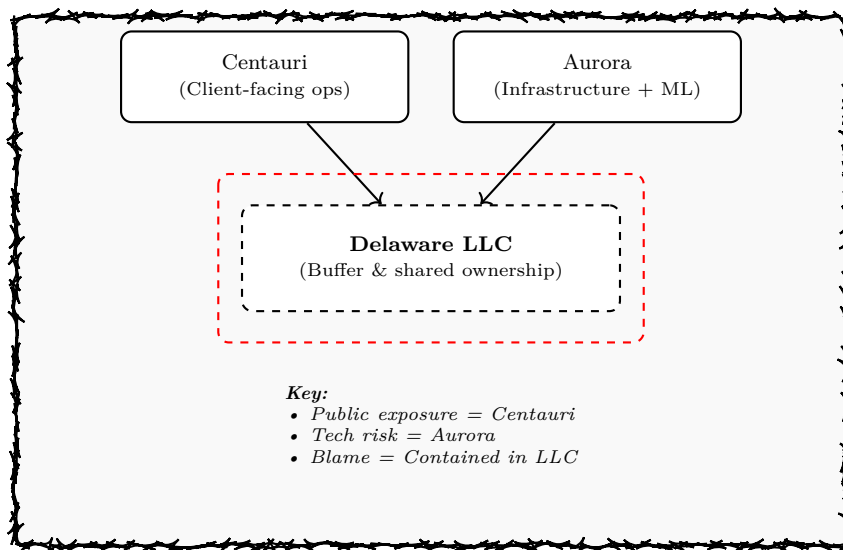 Centauri
(Client-facing ops)
Aurora
(Infrastructure + ML)
Delaware LLC
(Buffer & shared ownership)
Key:
• Public exposure = Centauri
• Tech risk = Aurora
• Blame = Contained in LLC